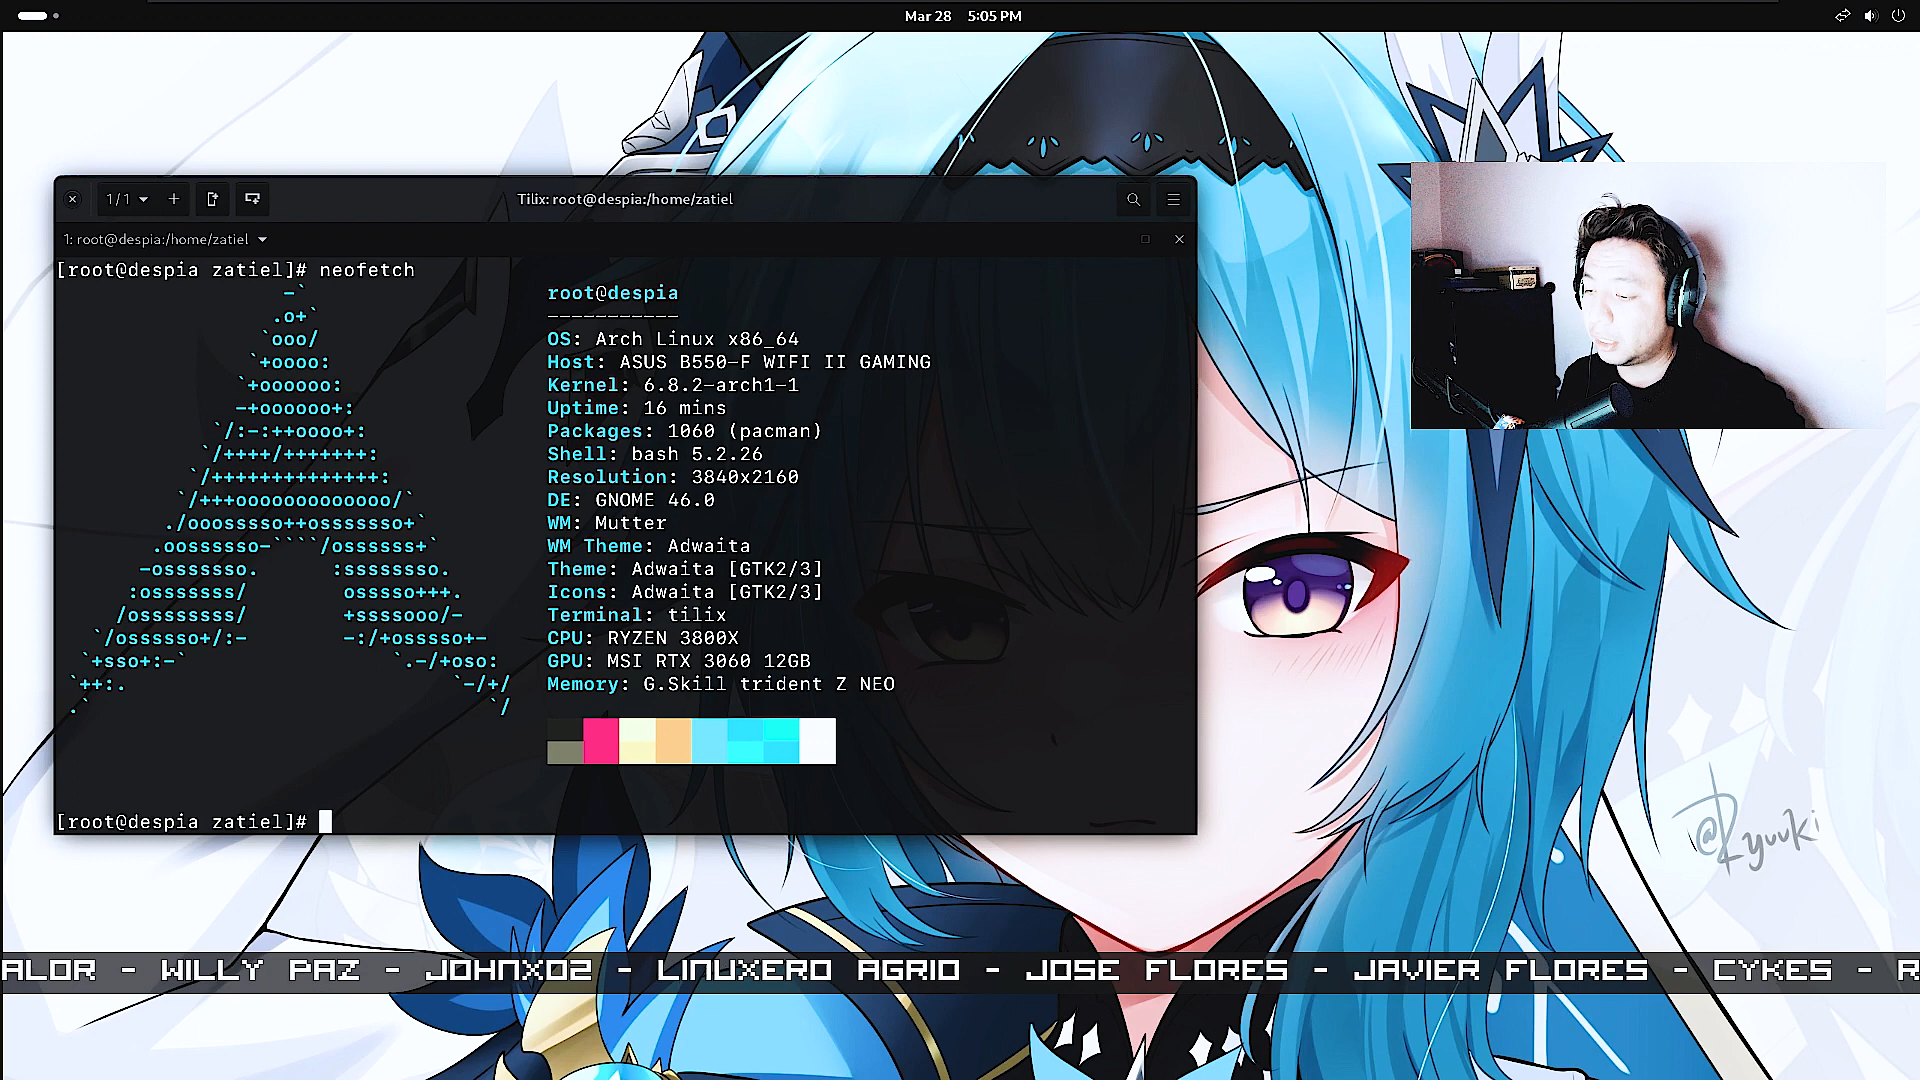 Mar 28 5:05 PM
1/1
Tilix: root@despia:/home/zatiel
1: root@despia:/home/zatiel
[root@despia zatiel]# neofetch
root@despia
-----------
OS: Arch Linux x86_64
Host: ASUS B550-F WIFI II GAMING
Kernel: 6.8.2-arch1-1
Uptime: 16 mins
Packages: 1060 (pacman)
Shell: bash 5.2.26
Resolution: 3840x2160
DE: GNOME 46.0
WM: Mutter
WM Theme: Adwaita
Theme: Adwaita [GTK2/3]
Icons: Adwaita [GTK2/3]
Terminal: tilix
CPU: RYZEN 3800X
GPU: MSI RTX 3060 12GB
Memory: G.Skill trident Z NEO
[root@despia zatiel]#
@Ryuuki
ALOR - WILLY PAZ - JOHNX02 - LINUXERO AGRIO - JOSE FLORES - JAVIER FLORES - CYKES - R